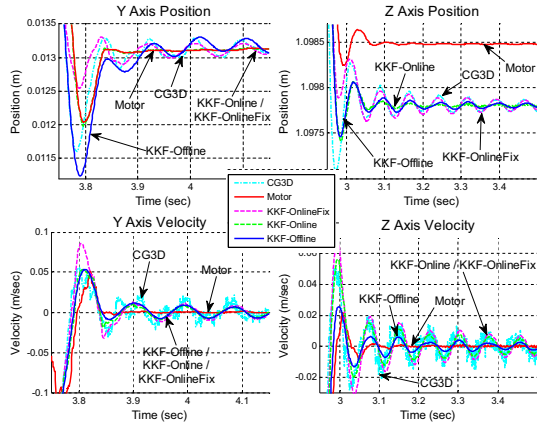 Y Axis Position
Position (m)
0.0135
0.013
0.0125
0.012
0.0115
Motor
CG3D
KKF-Online /
KKF-OnlineFix
KKF-Offline
3.8
3.9
4
4.1
Time (sec)
Z Axis Position
Position (m)
1.0985
1.098
1.0975
KKF-Online
CG3D
Motor
KKF-Offline
KKF-OnlineFix
3
3.1
3.2
3.3
3.4
Time (sec)
CG3D
Motor
KKF-OnlineFix
KKF-Online
KKF-Offline
Y Axis Velocity
Velocity (m/sec)
0.1
0.05
0
-0.05
-0.1
CG3D
Motor
KKF-Offline /
KKF-Online /
KKF-OnlineFix
3.8
3.9
4
4.1
Time (sec)
Z Axis Velocity
Velocity (m/sec)
0.06
0.04
0.02
0
-0.02
KKF-Online / KKF-OnlineFix
KKF-Offline
Motor
CG3D
3
3.1
3.2
3.3
3.4
Time (sec)